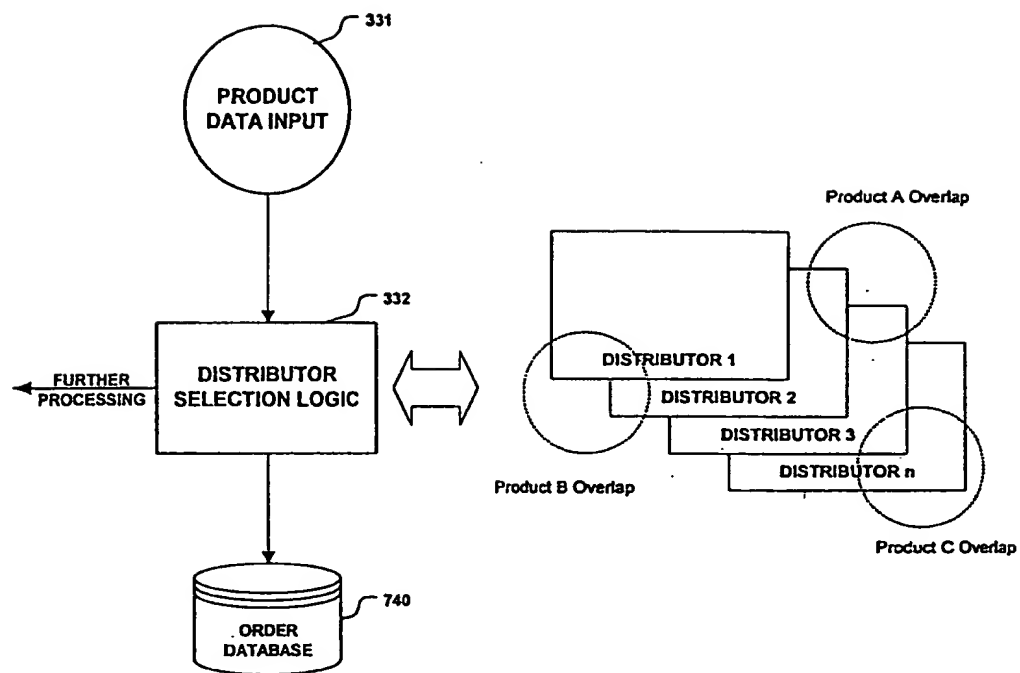 331
PRODUCT
DATA INPUT
Product A Overlap
332
DISTRIBUTOR
SELECTION LOGIC
FURTHER
PROCESSING
DISTRIBUTOR 1
DISTRIBUTOR 2
DISTRIBUTOR 3
DISTRIBUTOR n
Product B Overlap
Product C Overlap
740
ORDER
DATABASE